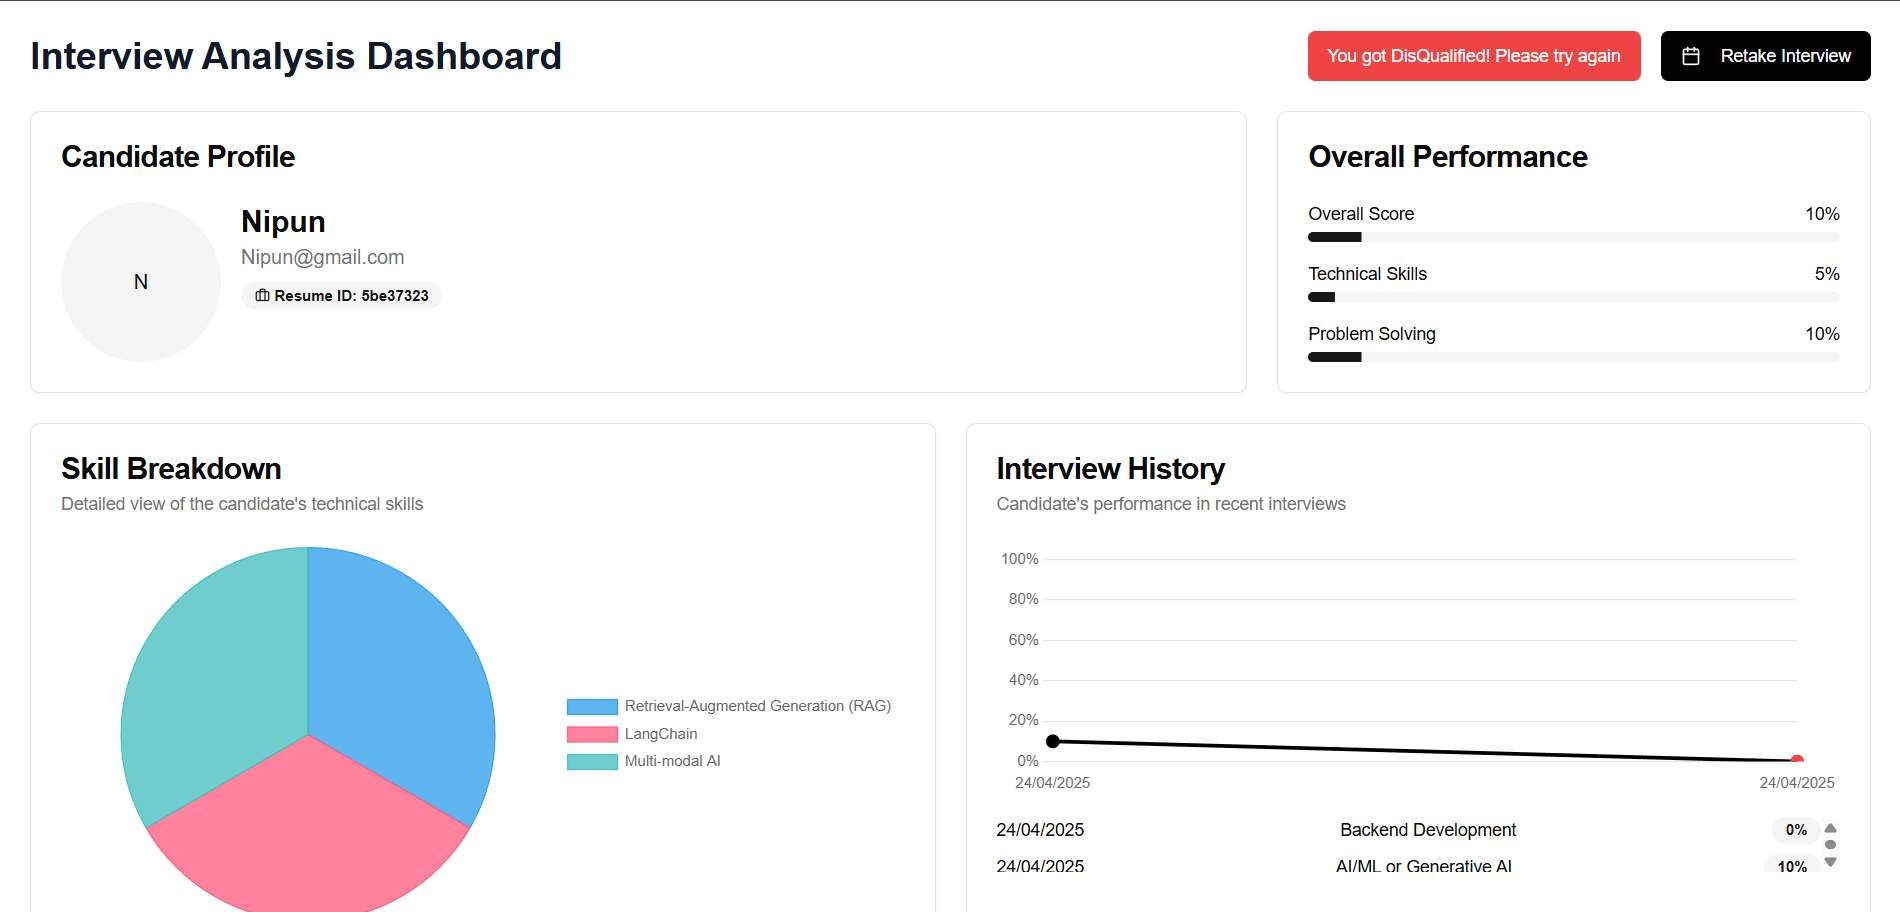 Interview Analysis Dashboard
You got DisQualified! Please try again
Retake Interview
Candidate Profile
N
Nipun
Nipun@gmail.com
Resume ID: 5be37323
Overall Performance
Overall Score 10%
Technical Skills 5%
Problem Solving 10%
Skill Breakdown
Detailed view of the candidate's technical skills
Retrieval-Augmented Generation (RAG)
LangChain
Multi-modal AI
Interview History
Candidate's performance in recent interviews
100%
80%
60%
40%
20%
0%
24/04/2025 24/04/2025
24/04/2025 Backend Development 0%
24/04/2025 AI/ML or Generative AI 10%